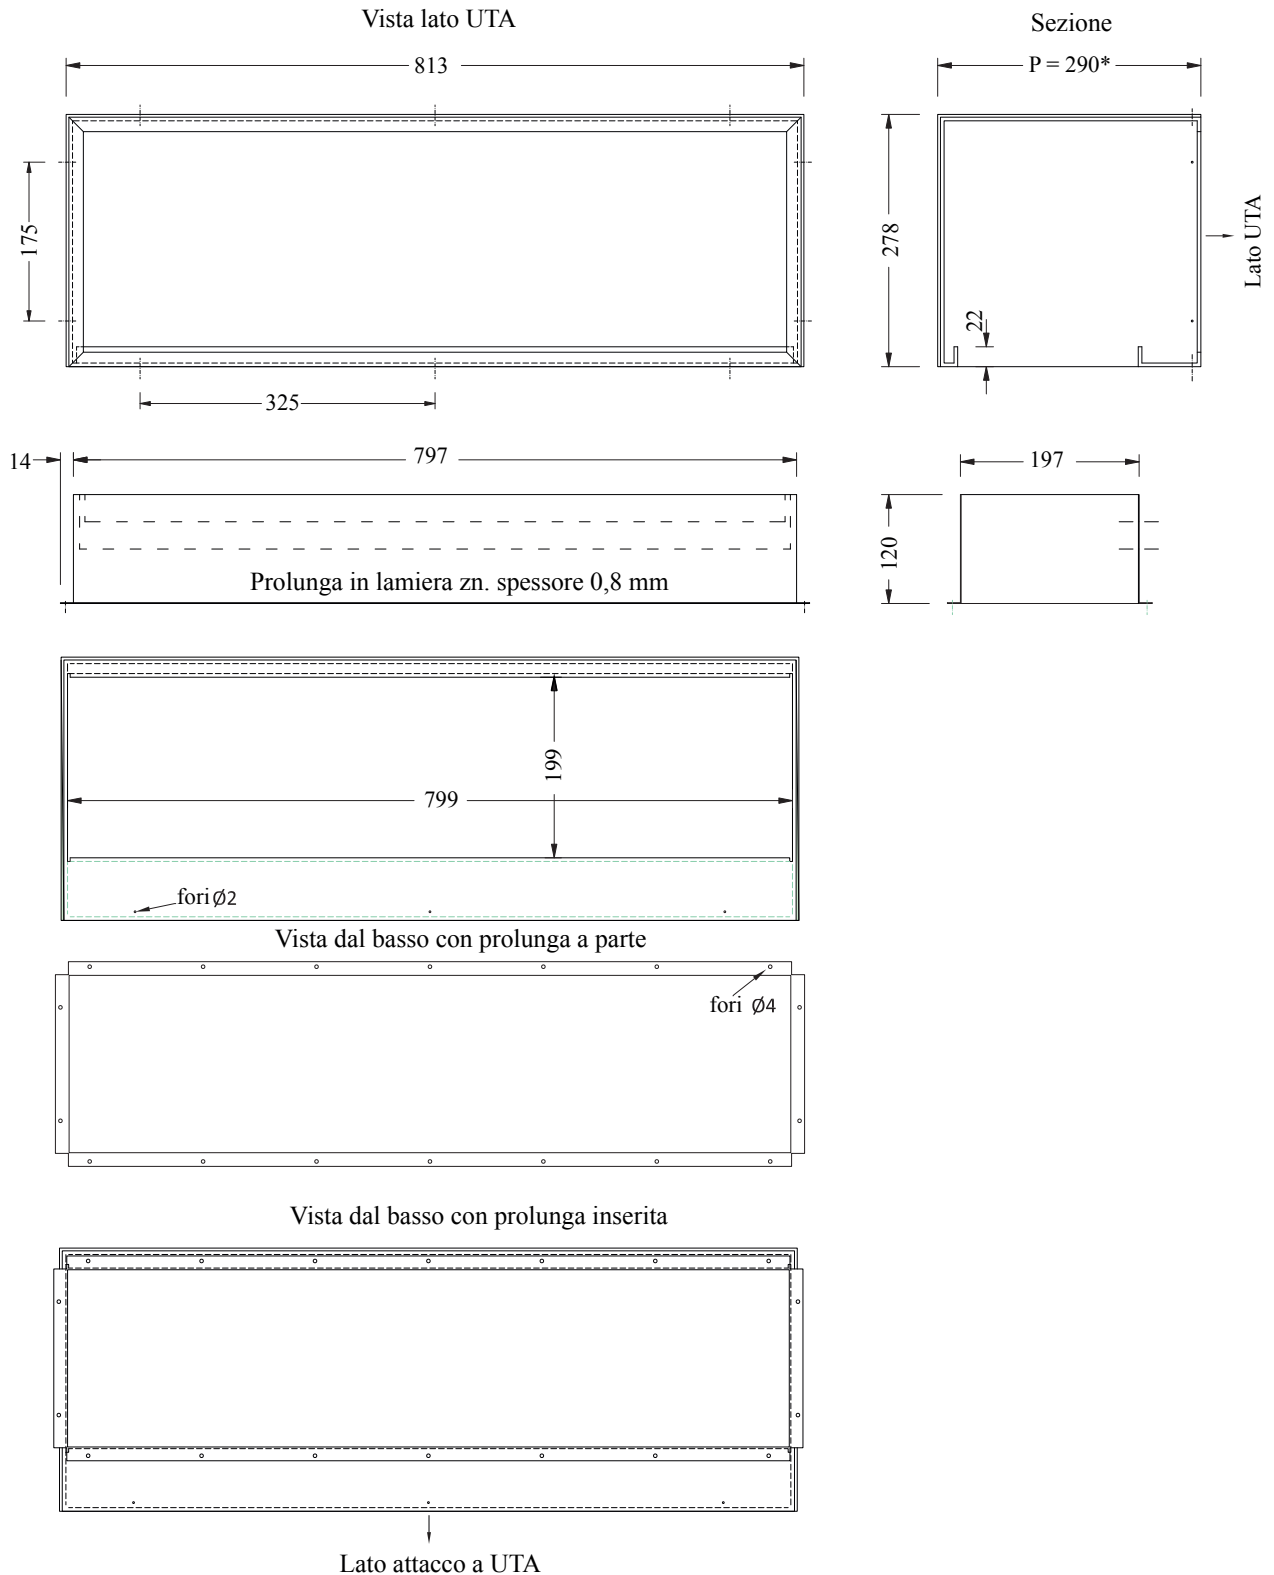 Vista lato UTA
Sezione
813
P = 290*
175
278
22
Lato UTA
325
14
797
197
120
Prolunga in lamiera zn. spessore 0,8 mm
199
799
fori Ø2
Vista dal basso con prolunga a parte
fori Ø4
Vista dal basso con prolunga inserita
Lato attacco a UTA